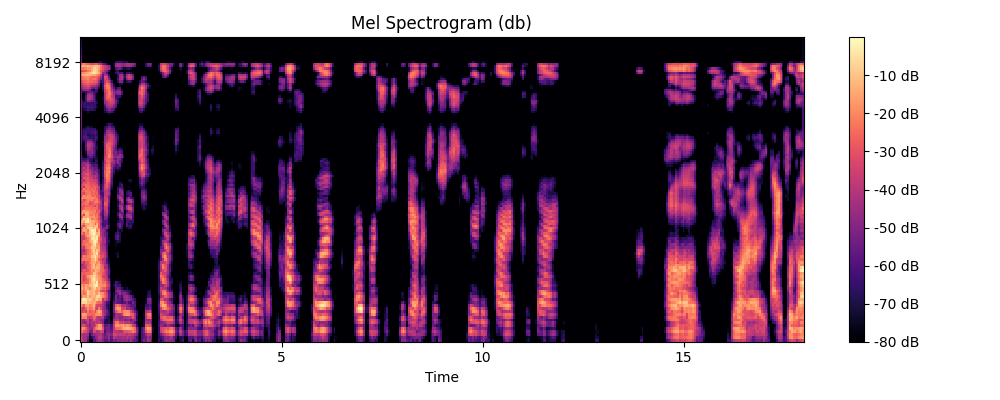 Mel Spectrogram (db)
8192
4096
2048
1024
512
0
Hz
0 5 10 15
Time
-10 dB
-20 dB
-30 dB
-40 dB
-50 dB
-60 dB
-70 dB
-80 dB